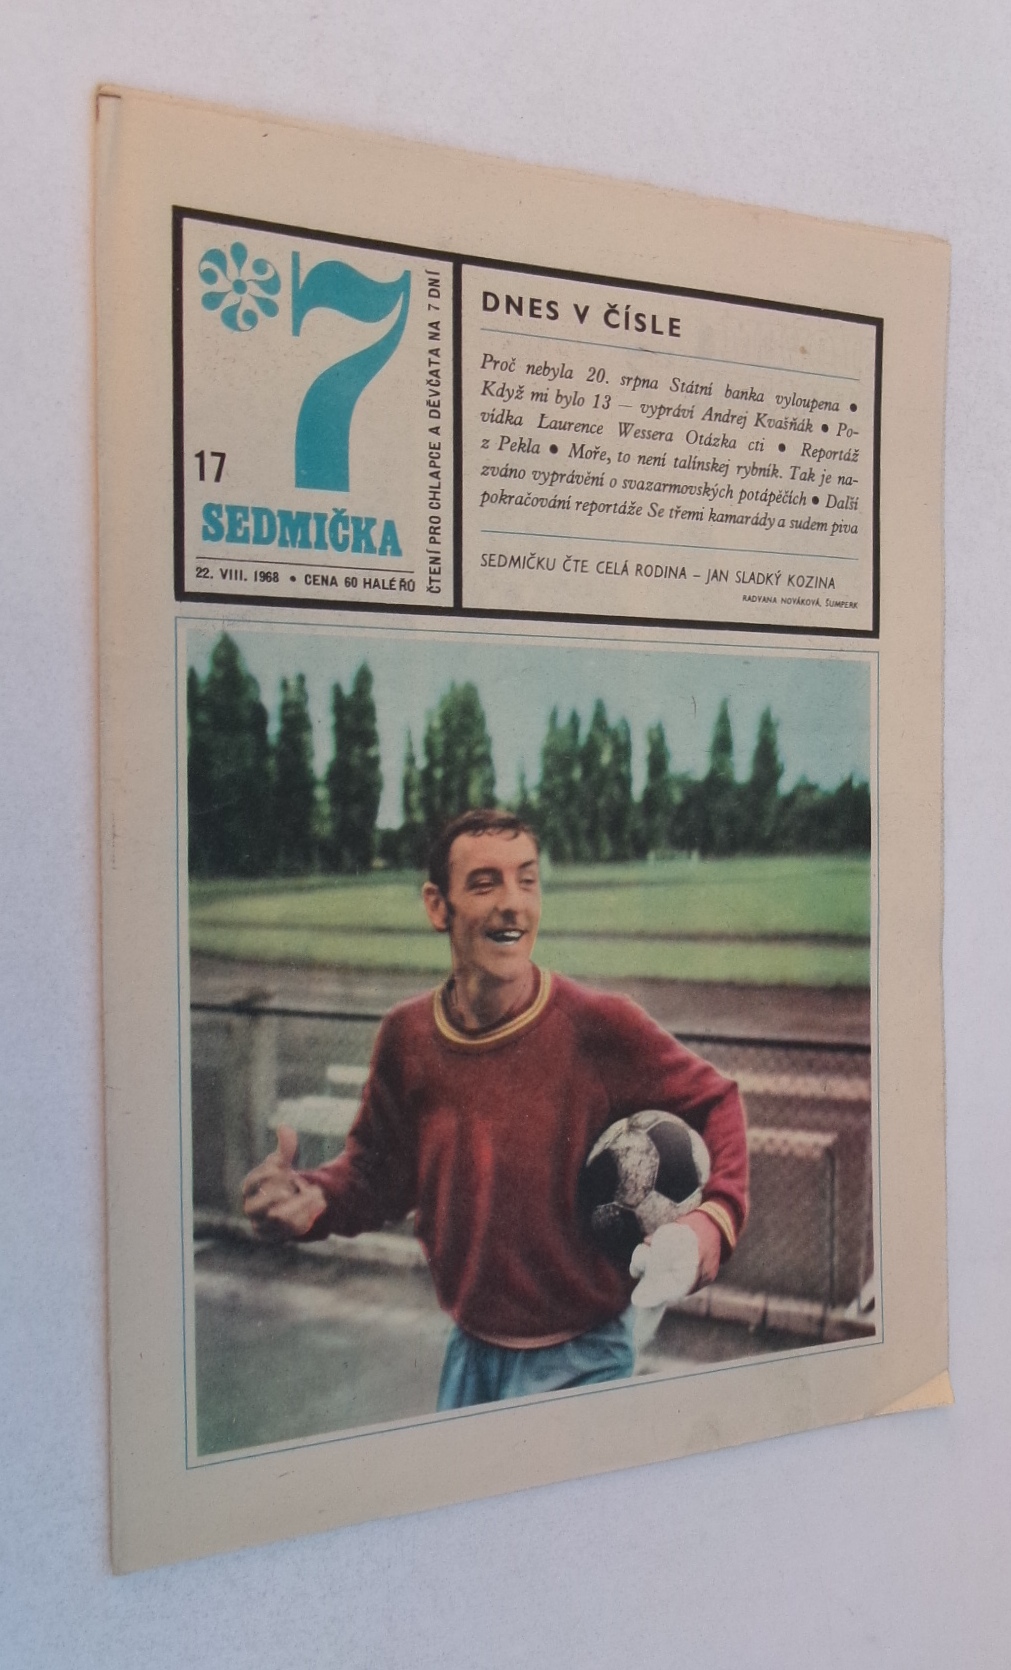 7
17
SEDMIČKA
22. VIII. 1968 • CENA 60 HALÉŘŮ
ČTENÍ PRO CHLAPCE A DĚVČATA NA 7 DNÍ
DNES V ČÍSLE
Proč nebyla 20. srpna Státní banka vyloupena •
Když mi bylo 13 — vypráví Andrej Kvašňák • Po-
vídka Laurence Wessera Otázka cti • Reportáž
z Pekla • Moře, to není talínskej rybník. Tak je na-
zváno vyprávění o svazarmovských potápěčích • Další
pokračování reportáže Se třemi kamarády a sudem piva
SEDMIČKU ČTE CELÁ RODINA – JAN SLADKÝ KOZINA
RADVANA NOVÁKOVÁ, ŠUMPERK